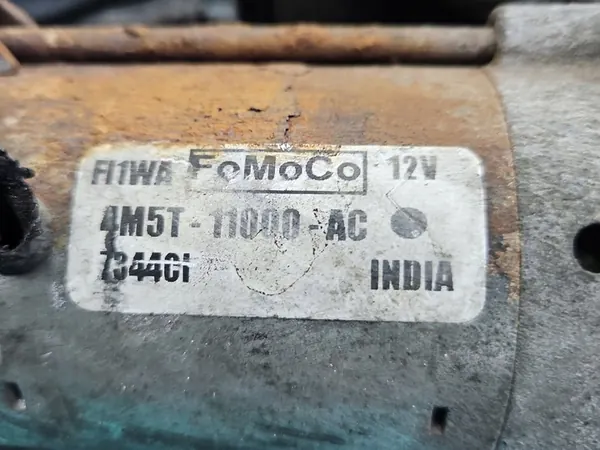 FI1WA FoMoCo 12V
4M5T-11000-AC
734401
INDIA